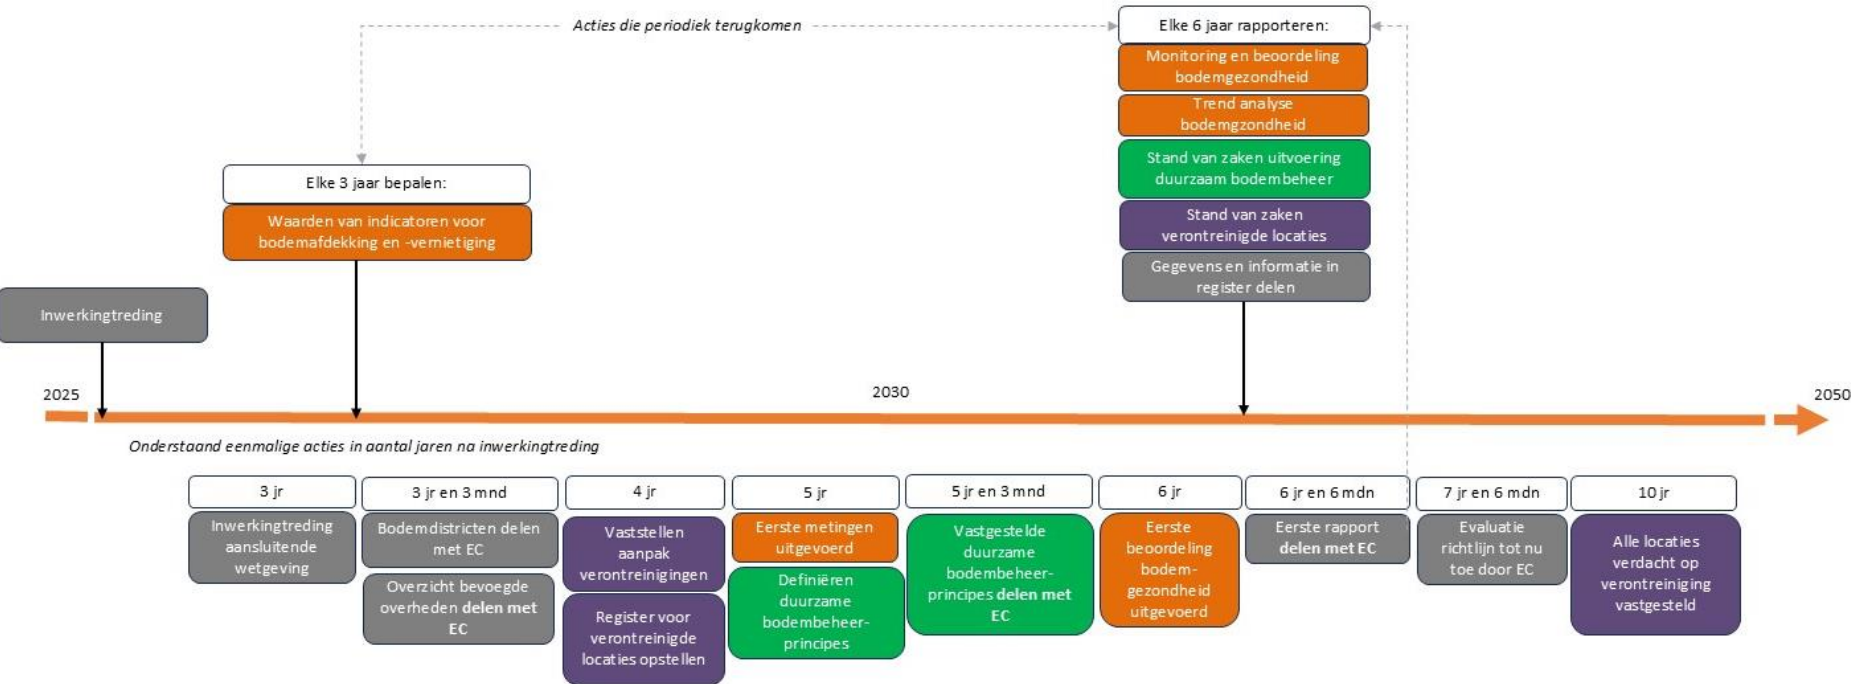 Acties die periodiek terugkomen
Elke 6 jaar rapporteren:
Monitoring en beoordeling
bodemgezondheid
Trend analyse
bodemgzondheid
Stand van zaken uitvoering
duurzaam bodembeheer
Stand van zaken
verontreinigde locaties
Gegevens en informatie in
register delen
Elke 3 jaar bepalen:
Waarden van indicatoren voor
bodemafdekking en -vernietiging
Inwerkingtreding
2025
2030
2050
Onderstaand eenmalige acties in aantal jaren na inwerkingtreding
3 jr
Inwerkingtreding
aansluitende
wetgeving
3 jr en 3 mnd
Bodemdistricten delen
met EC
Overzicht bevoegde
overheden delen met
EC
4 jr
Vaststellen
aanpak
verontreinigingen
Register voor
verontreinigde
locaties opstellen
5 jr
Eerste metingen
uitgevoerd
Definiëren
duurzame
bodembeheer-
principes
5 jr en 3 mnd
Vastgestelde
duurzame
bodembeheer-
principes delen met
EC
6 jr
Eerste
beoordeling
bodem-
gezondheid
uitgevoerd
6 jr en 6 mdn
Eerste rapport
delen met EC
7 jr en 6 mdn
Evaluatie
richtlijn tot nu
toe door EC
10 jr
Alle locaties
verdacht op
verontreiniging
vastgesteld